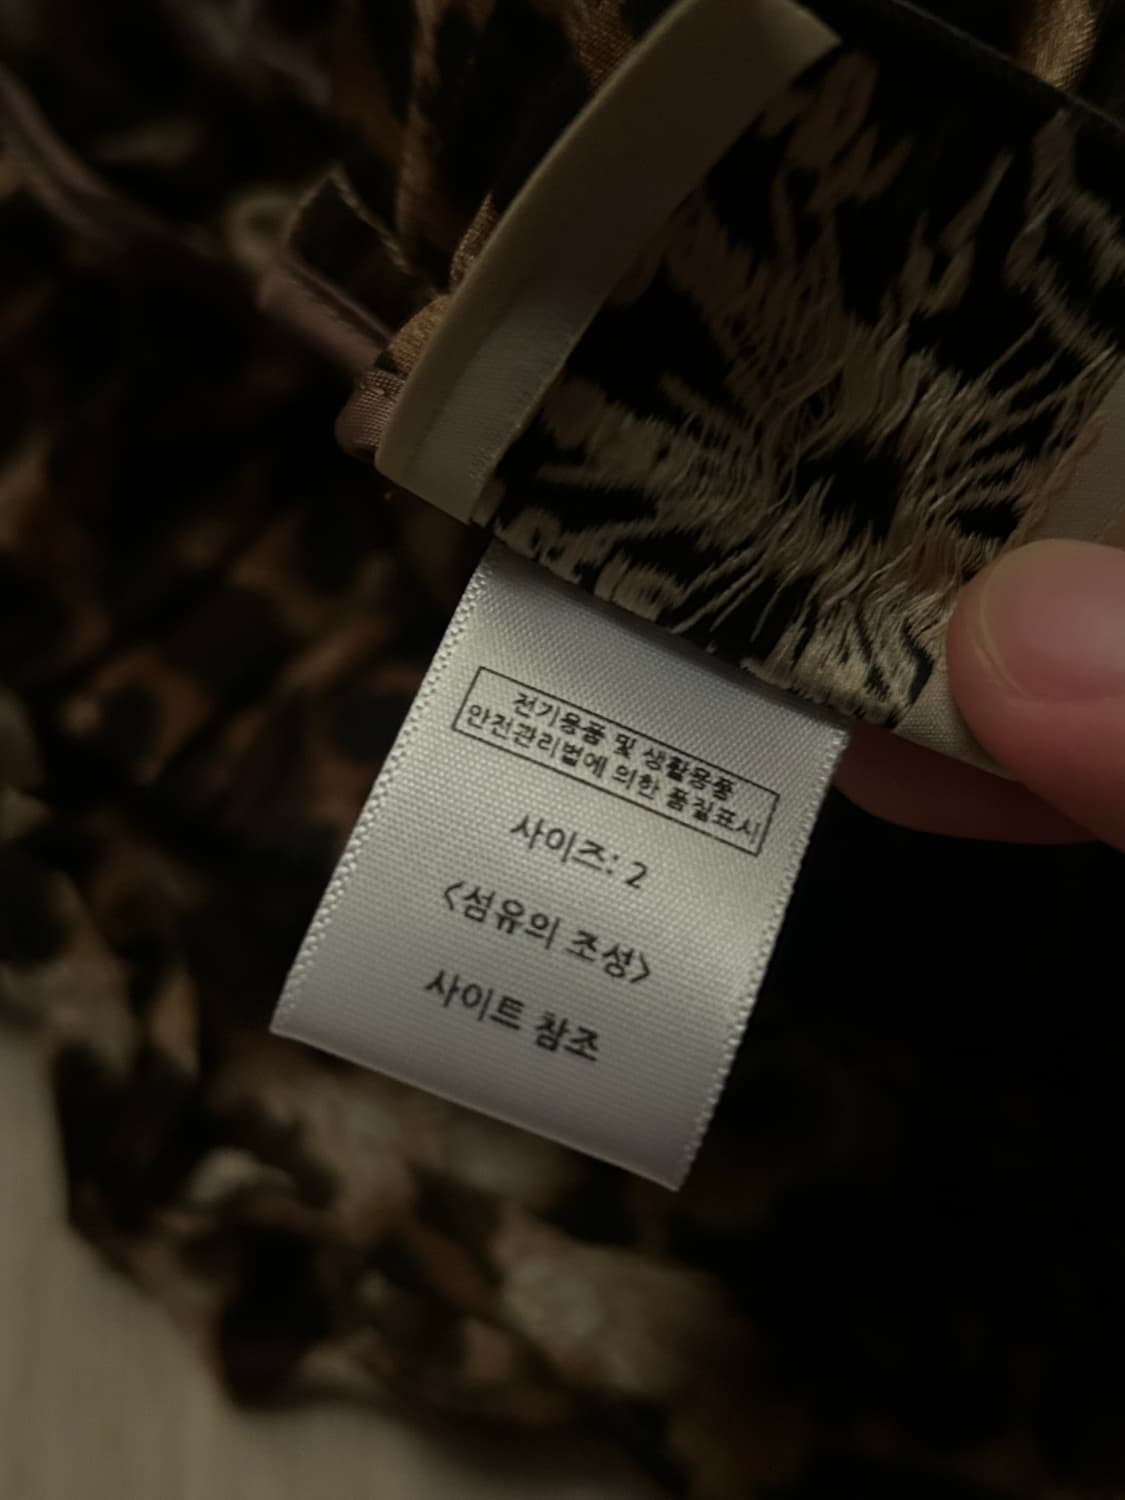 전기용품 및 생활용품
안전관리법에 의한 품질표시
사이즈: 2
<섬유의 조성>
사이트 참조